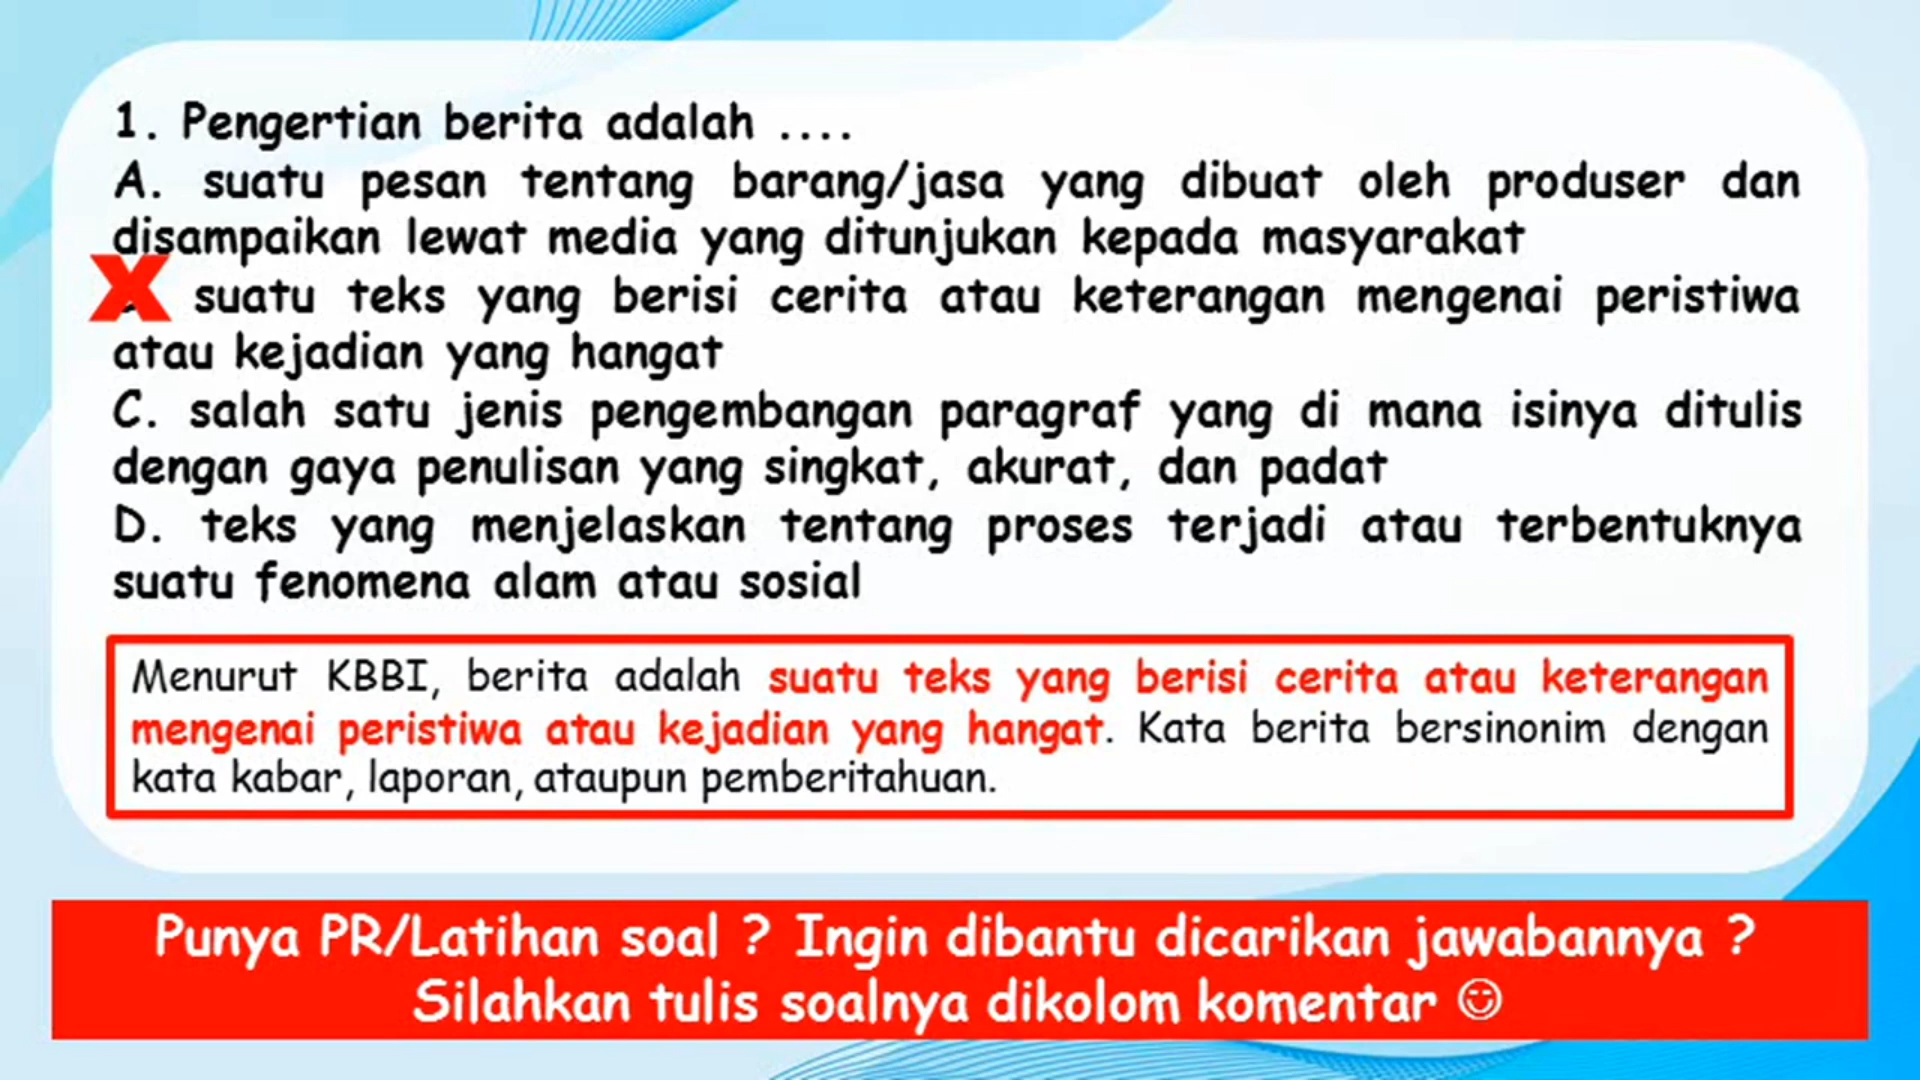 1. Pengertian berita adalah ....
A. suatu pesan tentang barang/jasa yang dibuat oleh produser dan
disampaikan lewat media yang ditunjukan kepada masyarakat
X suatu teks yang berisi cerita atau keterangan mengenai peristiwa
atau kejadian yang hangat
C. salah satu jenis pengembangan paragraf yang di mana isinya ditulis
dengan gaya penulisan yang singkat, akurat, dan padat
D. teks yang menjelaskan tentang proses terjadi atau terbentuknya
suatu fenomena alam atau sosial
Menurut KBBI, berita adalah suatu teks yang berisi cerita atau keterangan
mengenai peristiwa atau kejadian yang hangat. Kata berita bersinonim dengan
kata kabar, laporan, ataupun pemberitahuan.
Punya PR/Latihan soal ? Ingin dibantu dicarikan jawabannya ?
Silahkan tulis soalnya dikolom komentar ☺